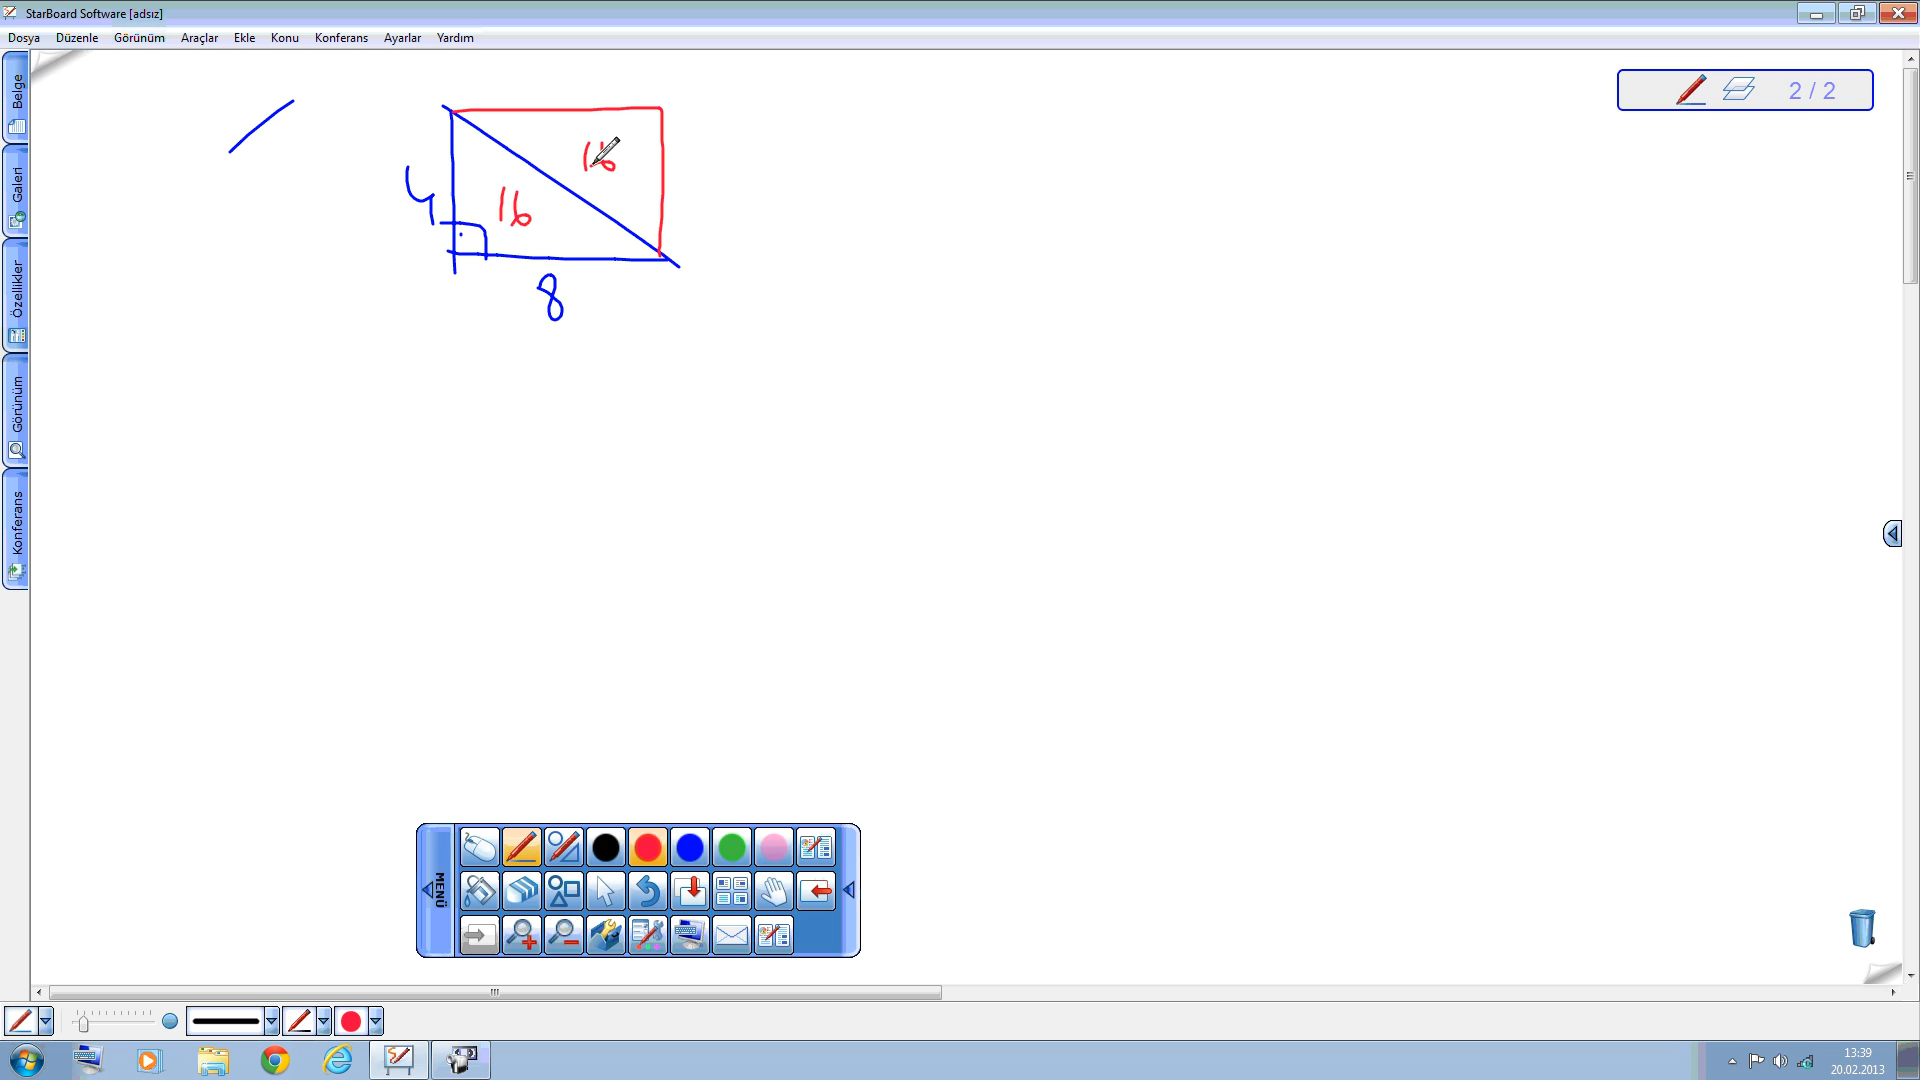 StarBoard Software [adsız]
Dosya Düzenle Görünüm Araçlar Ekle Konu Konferans Ayarlar Yardım
Belge
Galeri
Özellikler
Görünüm
Konferans
2 / 2
16
4
16
8
MENÜ
13:39
20.02.2013